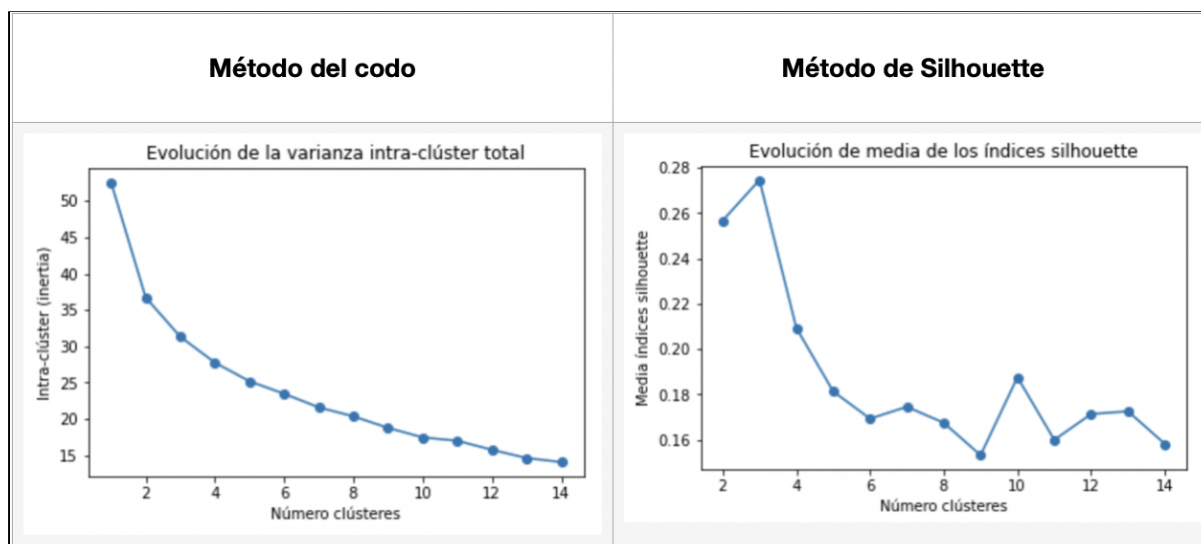 Método del codo
Método de Silhouette
Evolución de la varianza intra-clúster total
50
45
40
35
30
25
20
15
Intra-clúster (inertia)
2 4 6 8 10 12 14
Número clústeres
Evolución de media de los índices silhouette
0.28
0.26
0.24
0.22
0.20
0.18
0.16
Media índices silhouette
2 4 6 8 10 12 14
Número clústeres